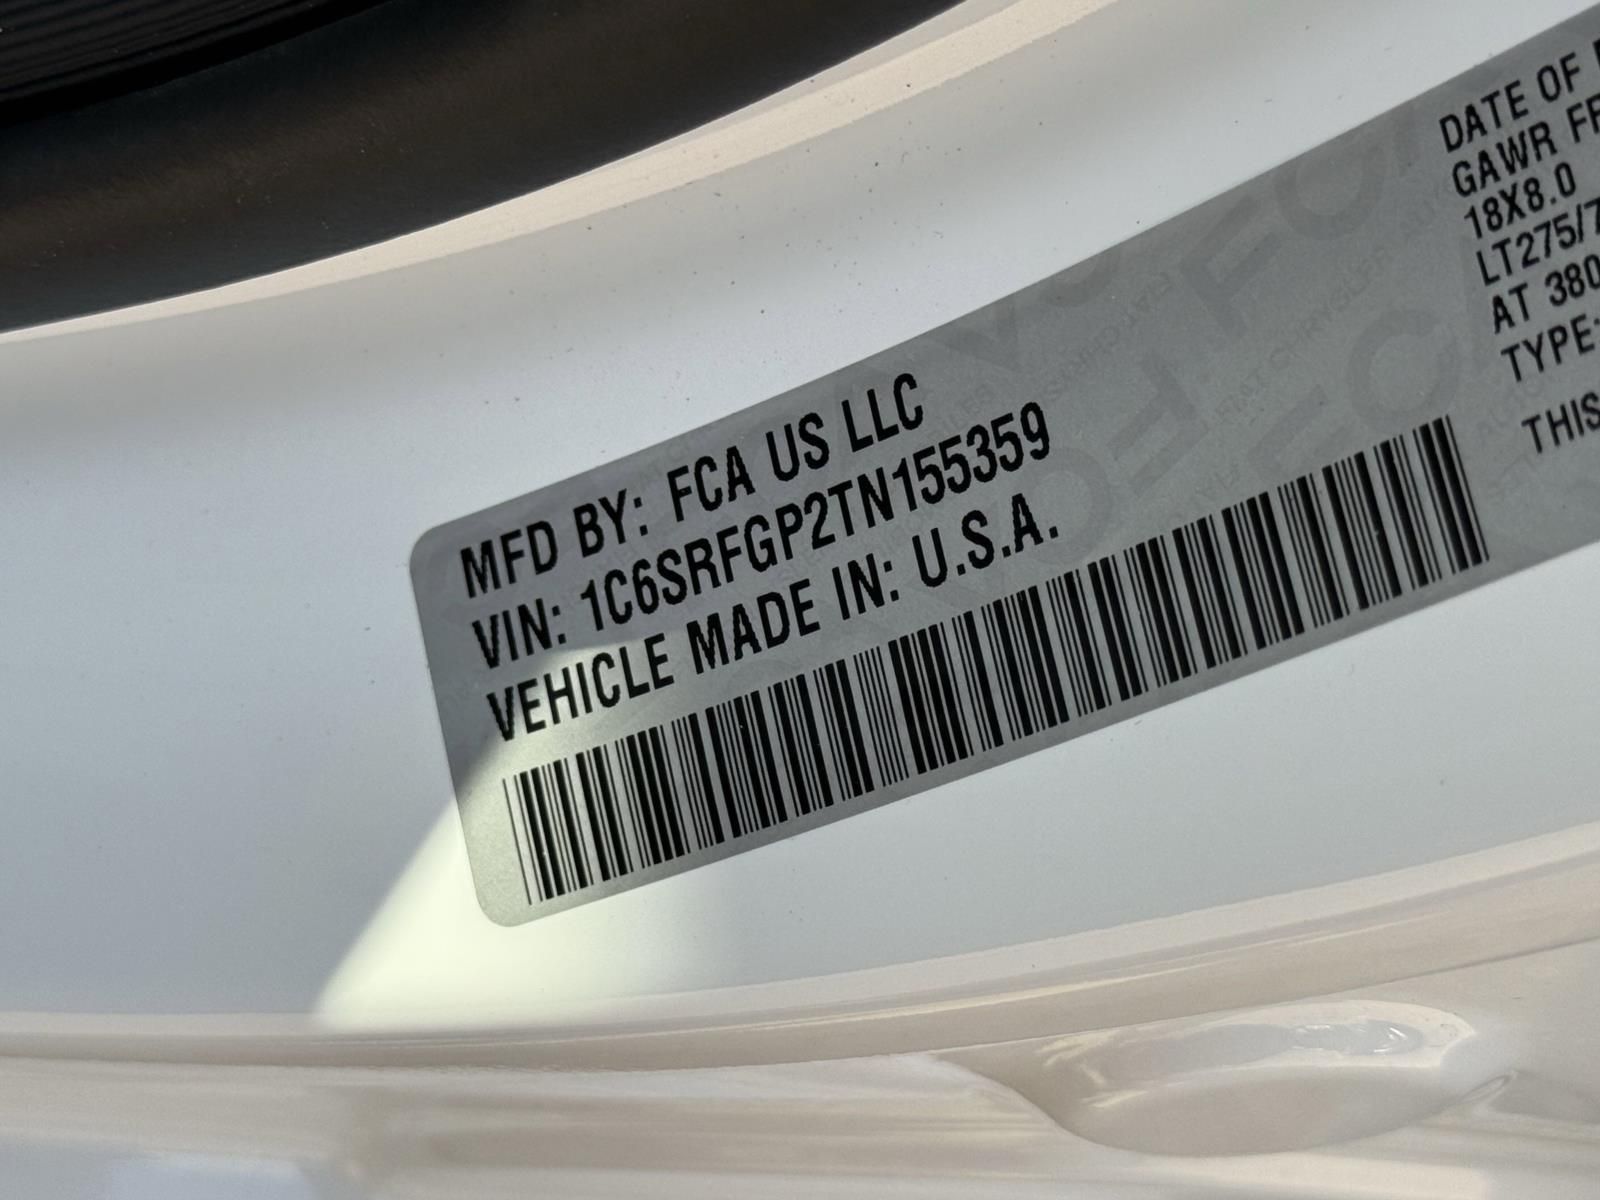 MFD BY: FCA US LLC
VIN: 1C6SRFGP2TN155359
VEHICLE MADE IN: U.S.A.
DATE OF
GAWR FR
18X8.0
LT275/7
AT 380
TYPE:
THIS